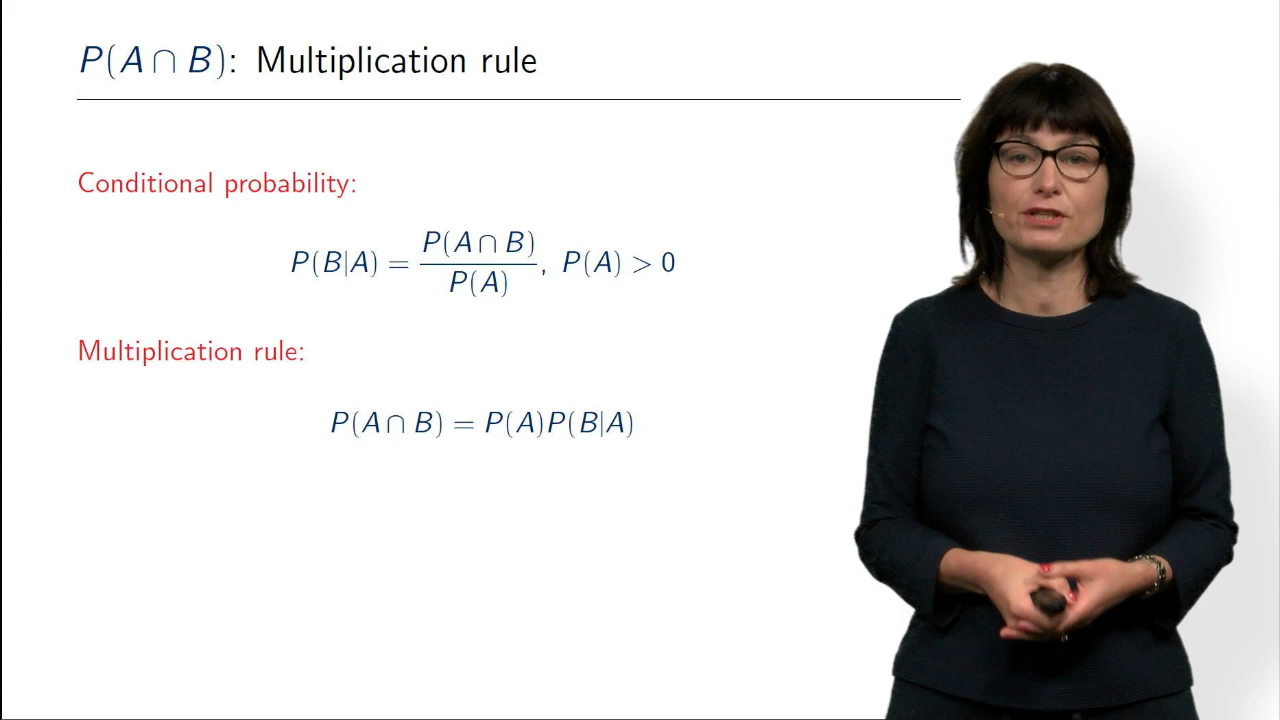 P(A ∩ B): Multiplication rule
Conditional probability:
P(B|A) = P(A ∩ B) / P(A), P(A) > 0
Multiplication rule:
P(A ∩ B) = P(A)P(B|A)